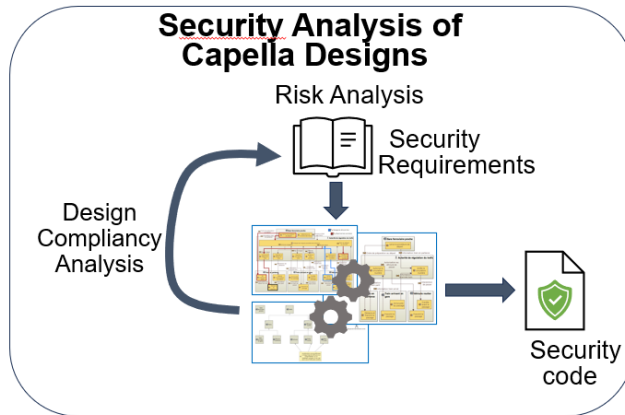 Security Analysis of
Capella Designs
Risk Analysis
Security
Requirements
Design
Compliancy
Analysis
Security
code